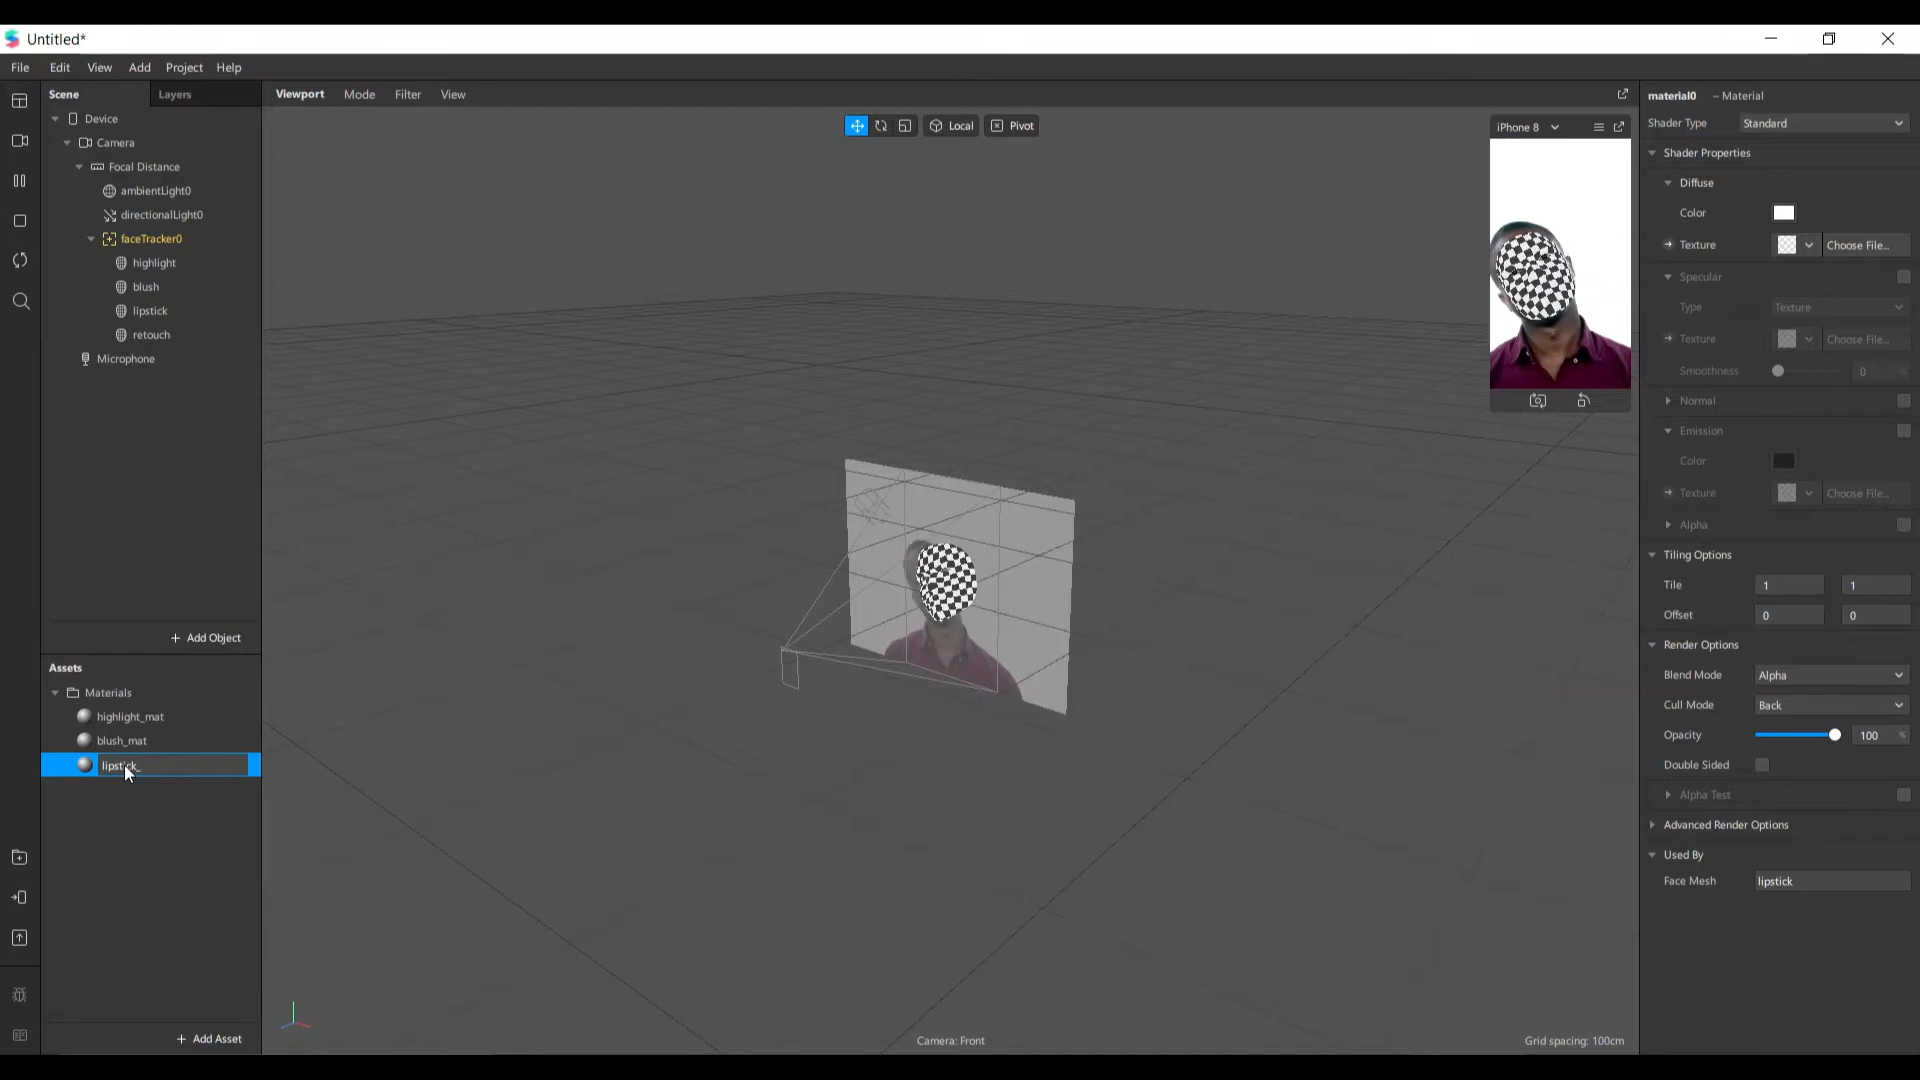 Untitled*
File Edit View Add Project Help
Scene Layers
Device
Camera
Focal Distance
ambientLight0
directionalLight0
faceTracker0
highlight
blush
lipstick
retouch
Microphone
+ Add Object
Assets
Materials
highlight_mat
blush_mat
lipstick_
+ Add Asset
Viewport Mode Filter View
Local Pivot
iPhone 8
Camera: Front
Grid spacing: 100cm
material0 – Material
Shader Type Standard
Shader Properties
Diffuse
Color
Texture Choose File...
Specular
Type Texture
Texture Choose File...
Smoothness 0 %
Normal
Emission
Color
Texture Choose File...
Alpha
Tiling Options
Tile 1 1
Offset 0 0
Render Options
Blend Mode Alpha
Cull Mode Back
Opacity 100 %
Double Sided
Alpha Test
Advanced Render Options
Used By
Face Mesh lipstick